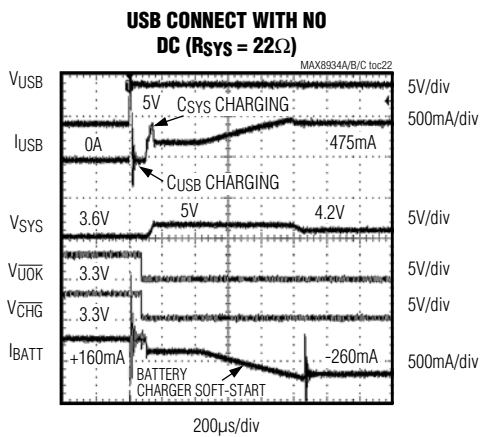 USB CONNECT WITH NO
DC (RSYS = 22Ω)
MAX8934A/B/C toc22
VUSB
5V/div
5V
CSYS CHARGING
500mA/div
IUSB
0A
475mA
CUSB CHARGING
VSYS
3.6V
5V
4.2V
5V/div
VUOK
3.3V
5V/div
VCHG
3.3V
5V/div
IBATT
+160mA
-260mA
500mA/div
BATTERY
CHARGER SOFT-START
200µs/div